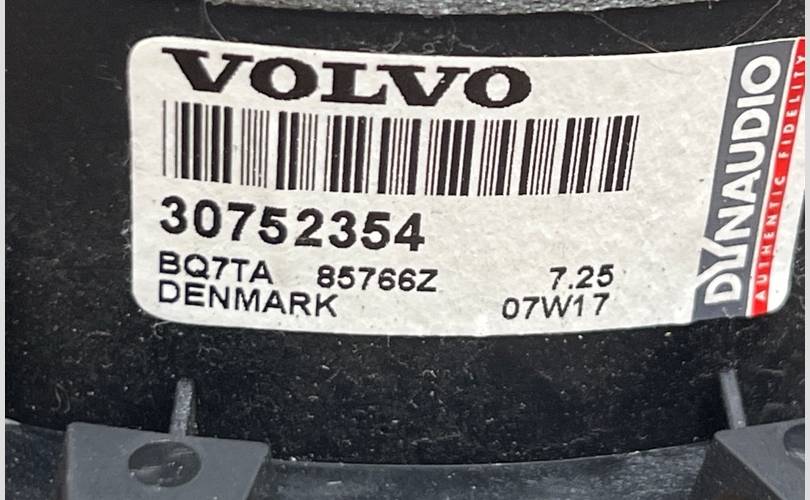 VOLVO
30752354
BQ7TA 85766Z 7.25
DENMARK 07W17
DYNAUDIO
AUTHENTIC FIDELITY